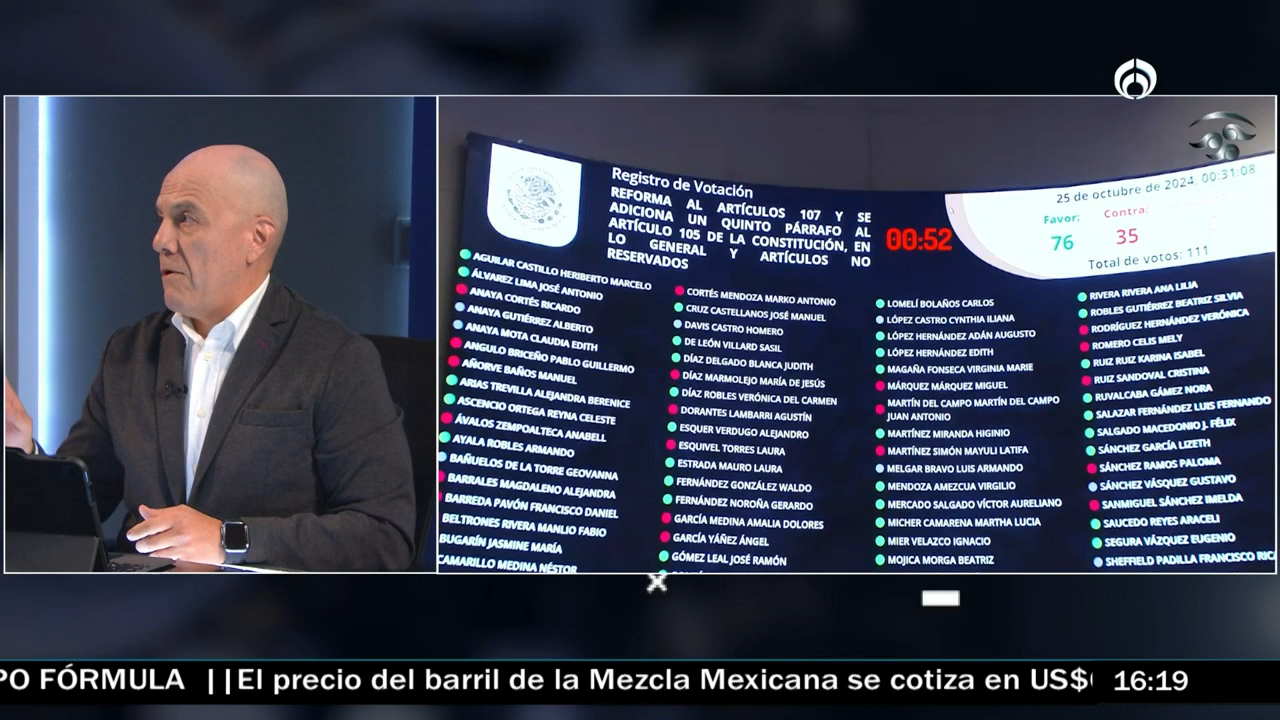 Registro de Votación
REFORMA AL ARTÍCULOS 107 Y SE
ADICIONA UN QUINTO PÁRRAFO AL
ARTÍCULO 105 DE LA CONSTITUCIÓN, EN
LO GENERAL Y ARTÍCULOS NO
RESERVADOS
00:52
25 de octubre de 2024, 00:31:08
Favor: Contra:
76 35
Total de votos: 111
AGUILAR CASTILLO HERIBERTO MARCELO
ÁLVAREZ LIMA JOSÉ ANTONIO
ANAYA CORTÉS RICARDO
ANAYA GUTIÉRREZ ALBERTO
ANAYA MOTA CLAUDIA EDITH
ANGULO BRICEÑO PABLO GUILLERMO
AÑORVE BAÑOS MANUEL
ARIAS TREVILLA ALEJANDRA BERENICE
ASCENCIO ORTEGA REYNA CELESTE
ÁVALOS ZEMPOALTECA ANABELL
AYALA ROBLES ARMANDO
BAÑUELOS DE LA TORRE GEOVANNA
BARRALES MAGDALENO ALEJANDRA
BARREDA PAVÓN FRANCISCO DANIEL
BELTRONES RIVERA MANLIO FABIO
BUGARÍN JASMINE MARÍA
CAMARILLO MEDINA NÉSTOR
CORTÉS MENDOZA MARKO ANTONIO
CRUZ CASTELLANOS JOSÉ MANUEL
DAVIS CASTRO HOMERO
DE LEÓN VILLARD SASIL
DÍAZ DELGADO BLANCA JUDITH
DÍAZ MARMOLEJO MARÍA DE JESÚS
DÍAZ ROBLES VERÓNICA DEL CARMEN
DORANTES LAMBARRI AGUSTÍN
ESQUER VERDUGO ALEJANDRO
ESQUIVEL TORRES LAURA
ESTRADA MAURO LAURA
FERNÁNDEZ GONZÁLEZ WALDO
FERNÁNDEZ NOROÑA GERARDO
GARCÍA MEDINA AMALIA DOLORES
GARCÍA YÁÑEZ ÁNGEL
GÓMEZ LEAL JOSÉ RAMÓN
LOMELÍ BOLAÑOS CARLOS
LÓPEZ CASTRO CYNTHIA ILIANA
LÓPEZ HERNÁNDEZ ADÁN AUGUSTO
LÓPEZ HERNÁNDEZ EDITH
MAGAÑA FONSECA VIRGINIA MARIE
MÁRQUEZ MÁRQUEZ MIGUEL
MARTÍN DEL CAMPO MARTÍN DEL CAMPO
JUAN ANTONIO
MARTÍNEZ MIRANDA HIGINIO
MARTÍNEZ SIMÓN MAYULI LATIFA
MELGAR BRAVO LUIS ARMANDO
MENDOZA AMEZCUA VIRGILIO
MERCADO SALGADO VÍCTOR AURELIANO
MICHER CAMARENA MARTHA LUCIA
MIER VELAZCO IGNACIO
MOJICA MORGA BEATRIZ
RIVERA RIVERA ANA LILIA
ROBLES GUTIÉRREZ BEATRIZ SILVIA
RODRÍGUEZ HERNÁNDEZ VERÓNICA
ROMERO CELIS MELY
RUIZ RUIZ KARINA ISABEL
RUIZ SANDOVAL CRISTINA
RUVALCABA GÁMEZ NORA
SALAZAR FERNÁNDEZ LUIS FERNANDO
SALGADO MACEDONIO J. FÉLIX
SÁNCHEZ GARCÍA LIZETH
SÁNCHEZ RAMOS PALOMA
SÁNCHEZ VÁSQUEZ GUSTAVO
SANMIGUEL SÁNCHEZ IMELDA
SAUCEDO REYES ARACELI
SEGURA VÁZQUEZ EUGENIO
SHEFFIELD PADILLA FRANCISCO RIC
PO FÓRMULA ||El precio del barril de la Mezcla Mexicana se cotiza en US$ 16:19